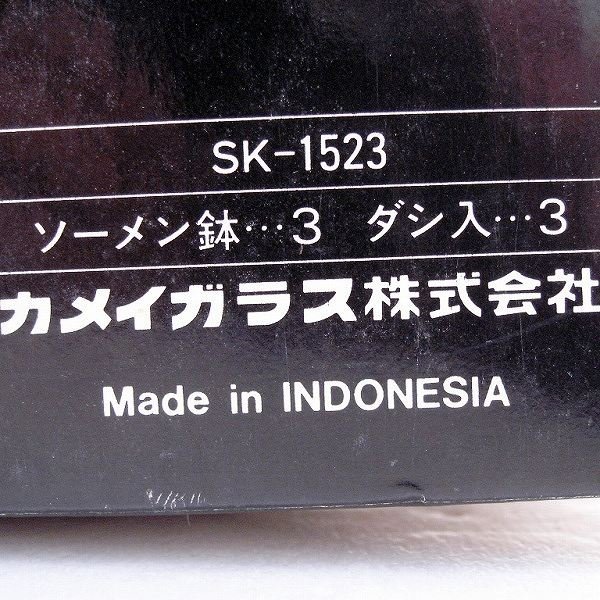 SK-1523
ソーメン鉢…3 ダシ入…3
カメイガラス株式会社
Made in INDONESIA